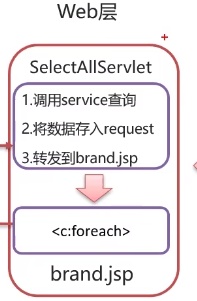 Web层
SelectAllServlet
1.调用service查询
2.将数据存入request
3.转发到brand.jsp
<c:foreach>
brand.jsp